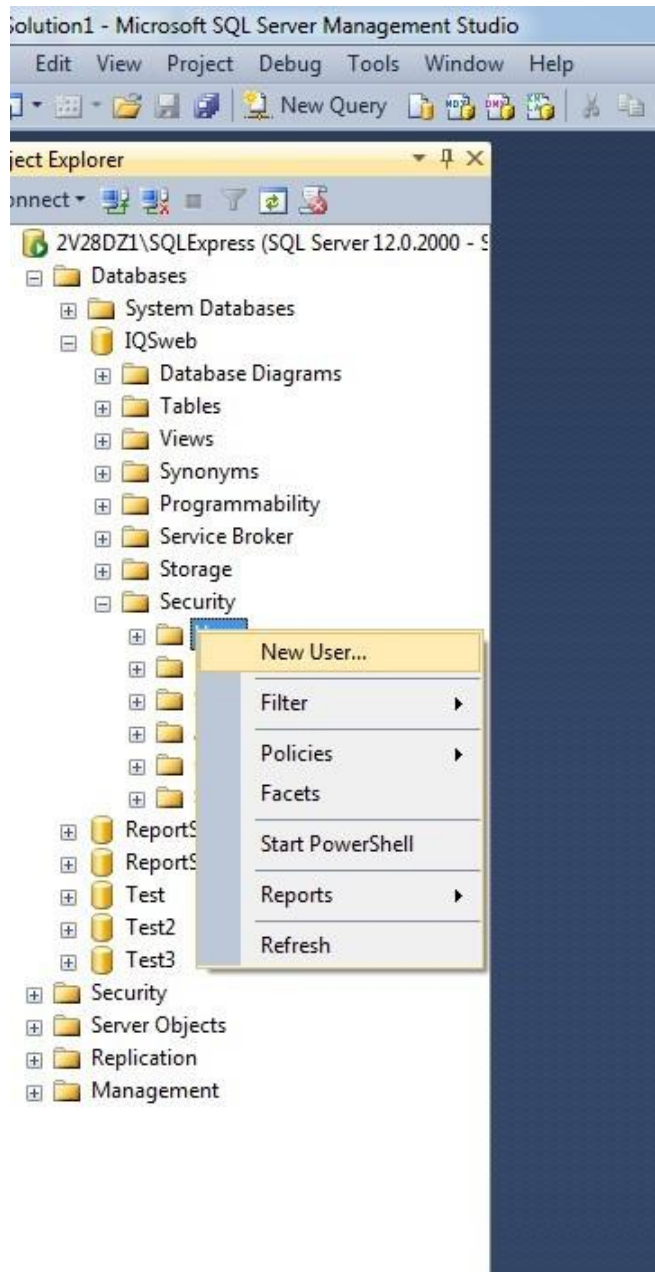 Solution1 - Microsoft SQL Server Management Studio
Edit View Project Debug Tools Window Help
New Query
ject Explorer
onnect
2V28DZ1\SQLExpress (SQL Server 12.0.2000 - S
Databases
System Databases
IQSweb
Database Diagrams
Tables
Views
Synonyms
Programmability
Service Broker
Storage
Security
New User...
Filter
Policies
Facets
ReportS
Start PowerShell
ReportS
Test
Reports
Test2
Refresh
Test3
Security
Server Objects
Replication
Management